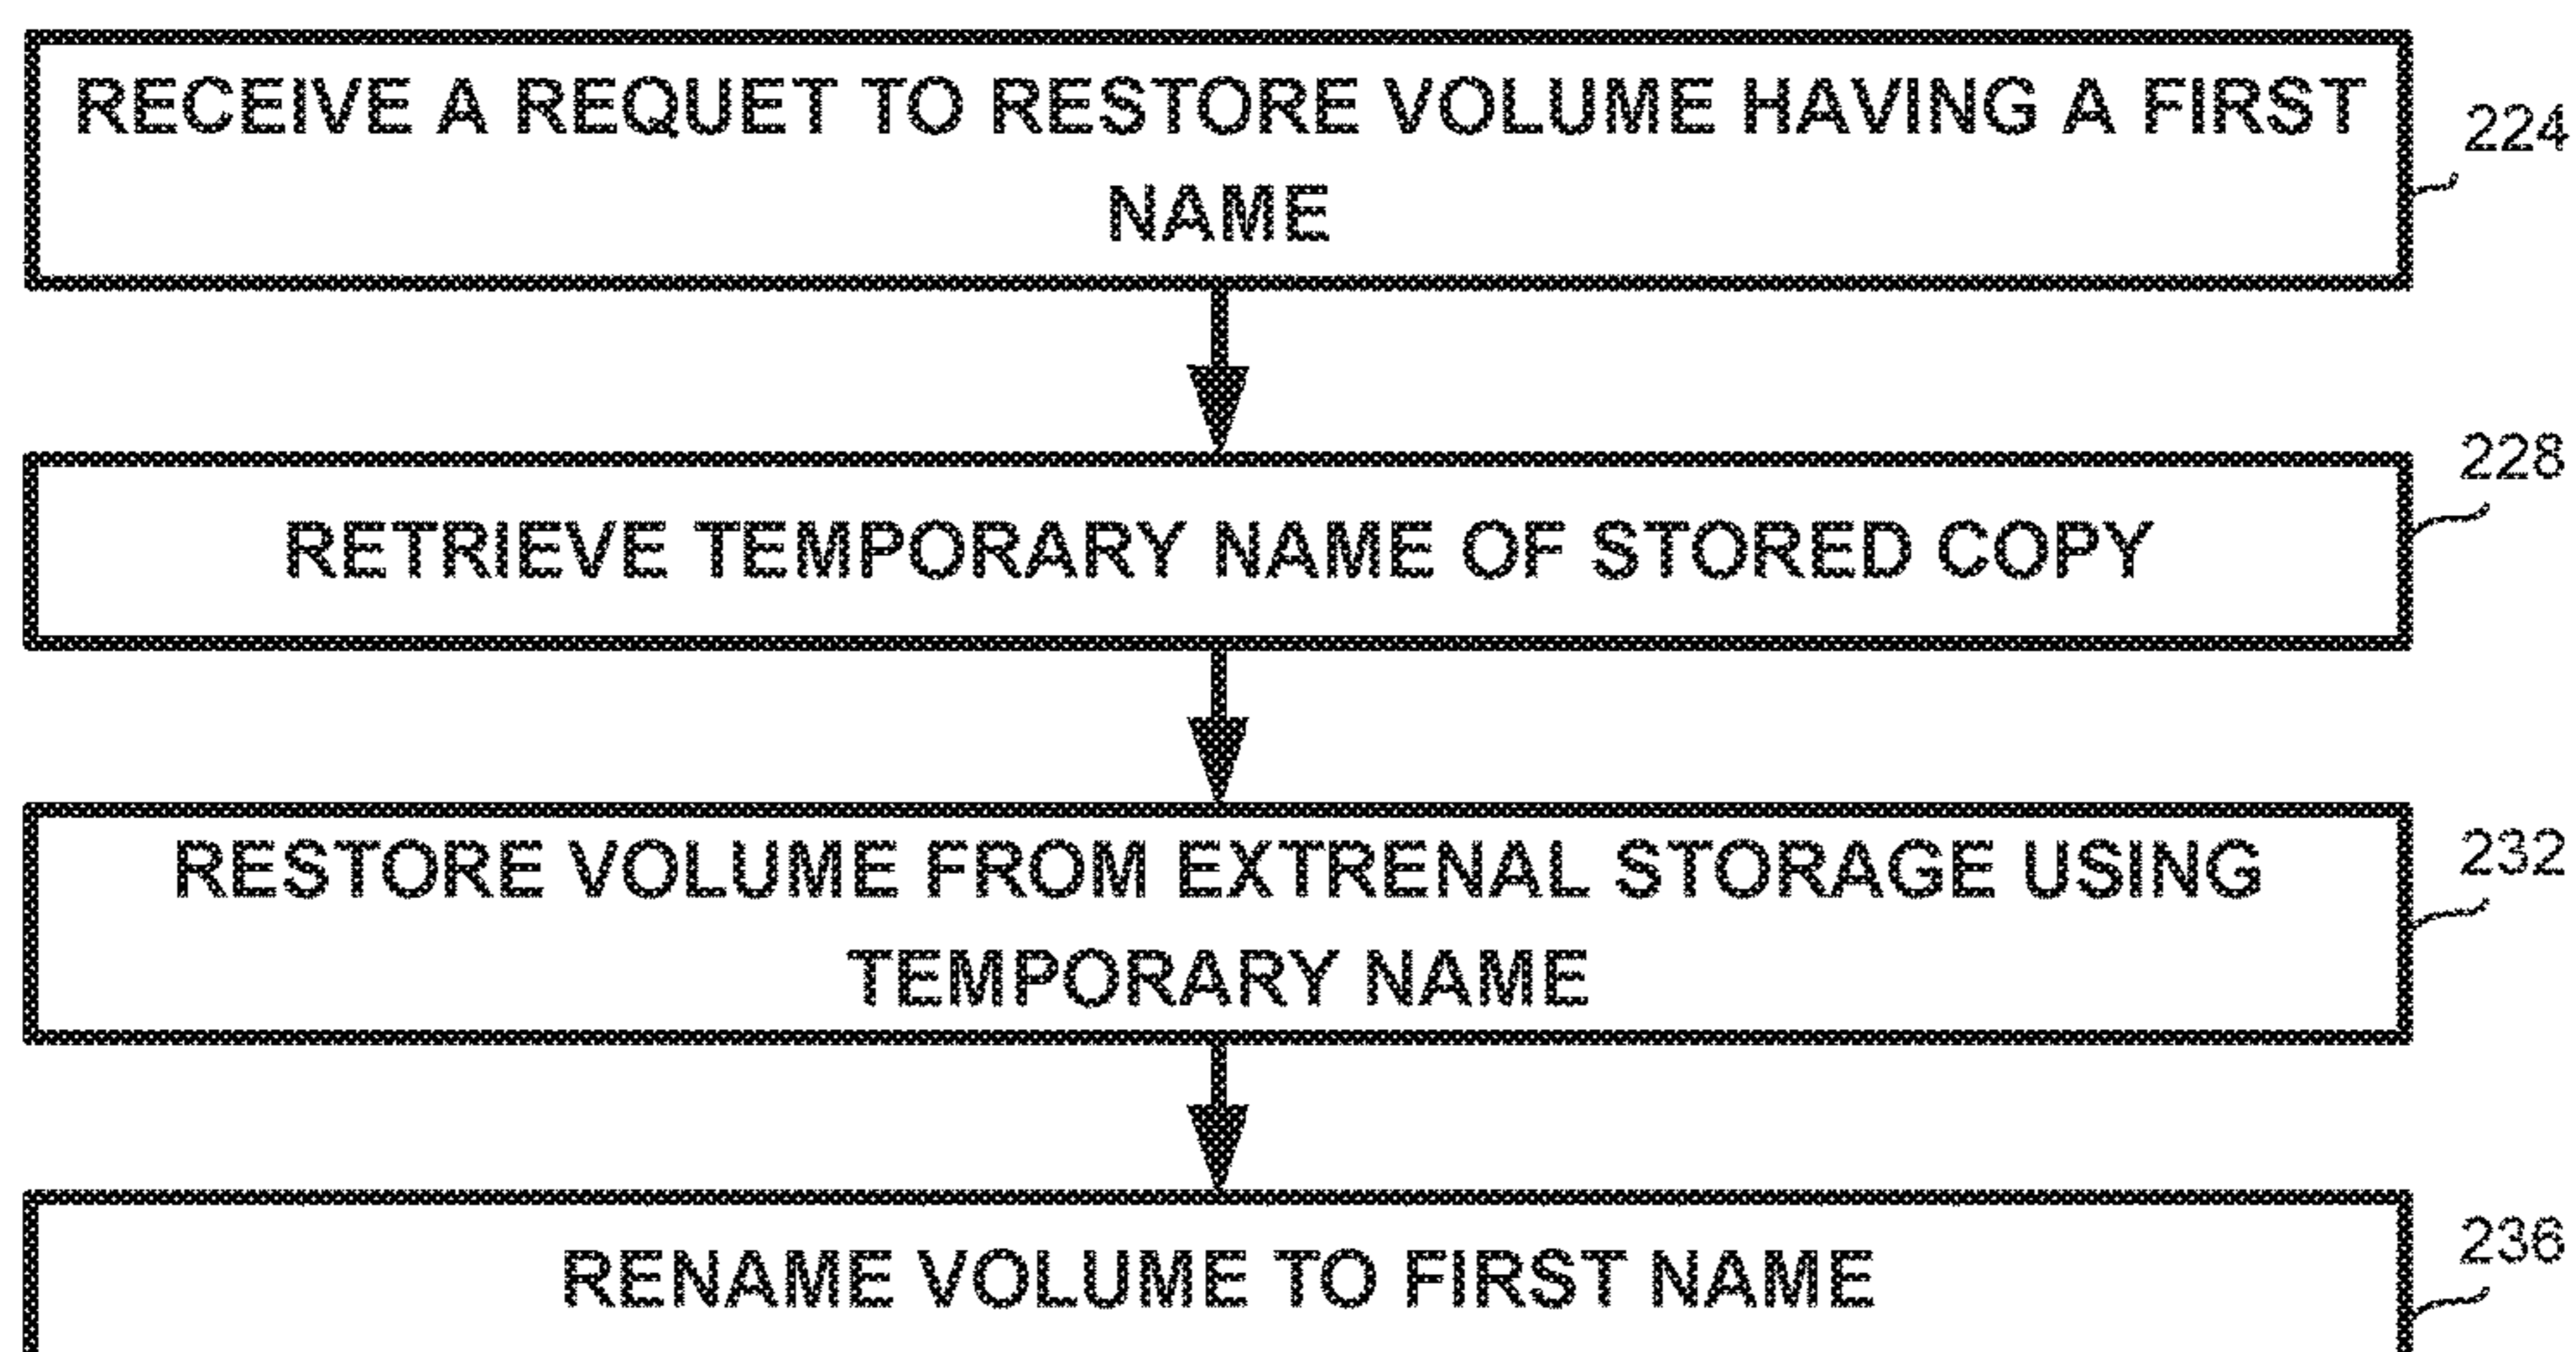 RECEIVE A REQUET TO RESTORE VOLUME HAVING A FIRST
NAME
224
228
RETRIEVE TEMPORARY NAME OF STORED COPY
232
RESTORE VOLUME FROM EXTRENAL STORAGE USING
TEMPORARY NAME
236
RENAME VOLUME TO FIRST NAME